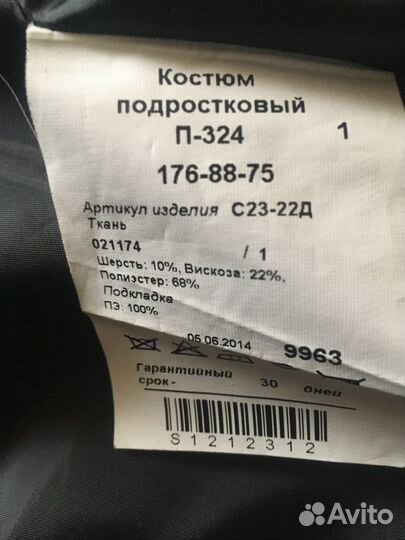 Костюм
подростковый
П-324 1
176-88-75
Артикул изделия С23-22Д
Ткань
021174 / 1
Шерсть: 10%, Вискоза: 22%,
Полиэстер: 68%
Подкладка
ПЭ: 100%
06.06.2014 9963
Гарантийный
срок- 30 дней
S1212312
Avito